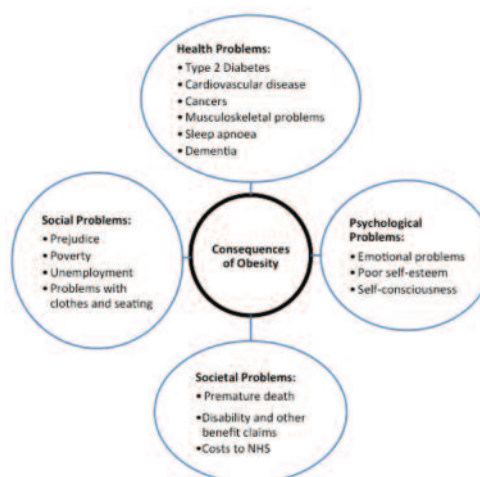 Health Problems:
• Type 2 Diabetes
• Cardiovascular disease
• Cancers
• Musculoskeletal problems
• Sleep apnoea
• Dementia
Social Problems:
• Prejudice
• Poverty
• Unemployment
• Problems with
clothes and seating
Consequences
of Obesity
Psychological
Problems:
• Emotional problems
• Poor self-esteem
• Self-consciousness
Societal Problems:
• Premature death
• Disability and other
benefit claims
• Costs to NHS